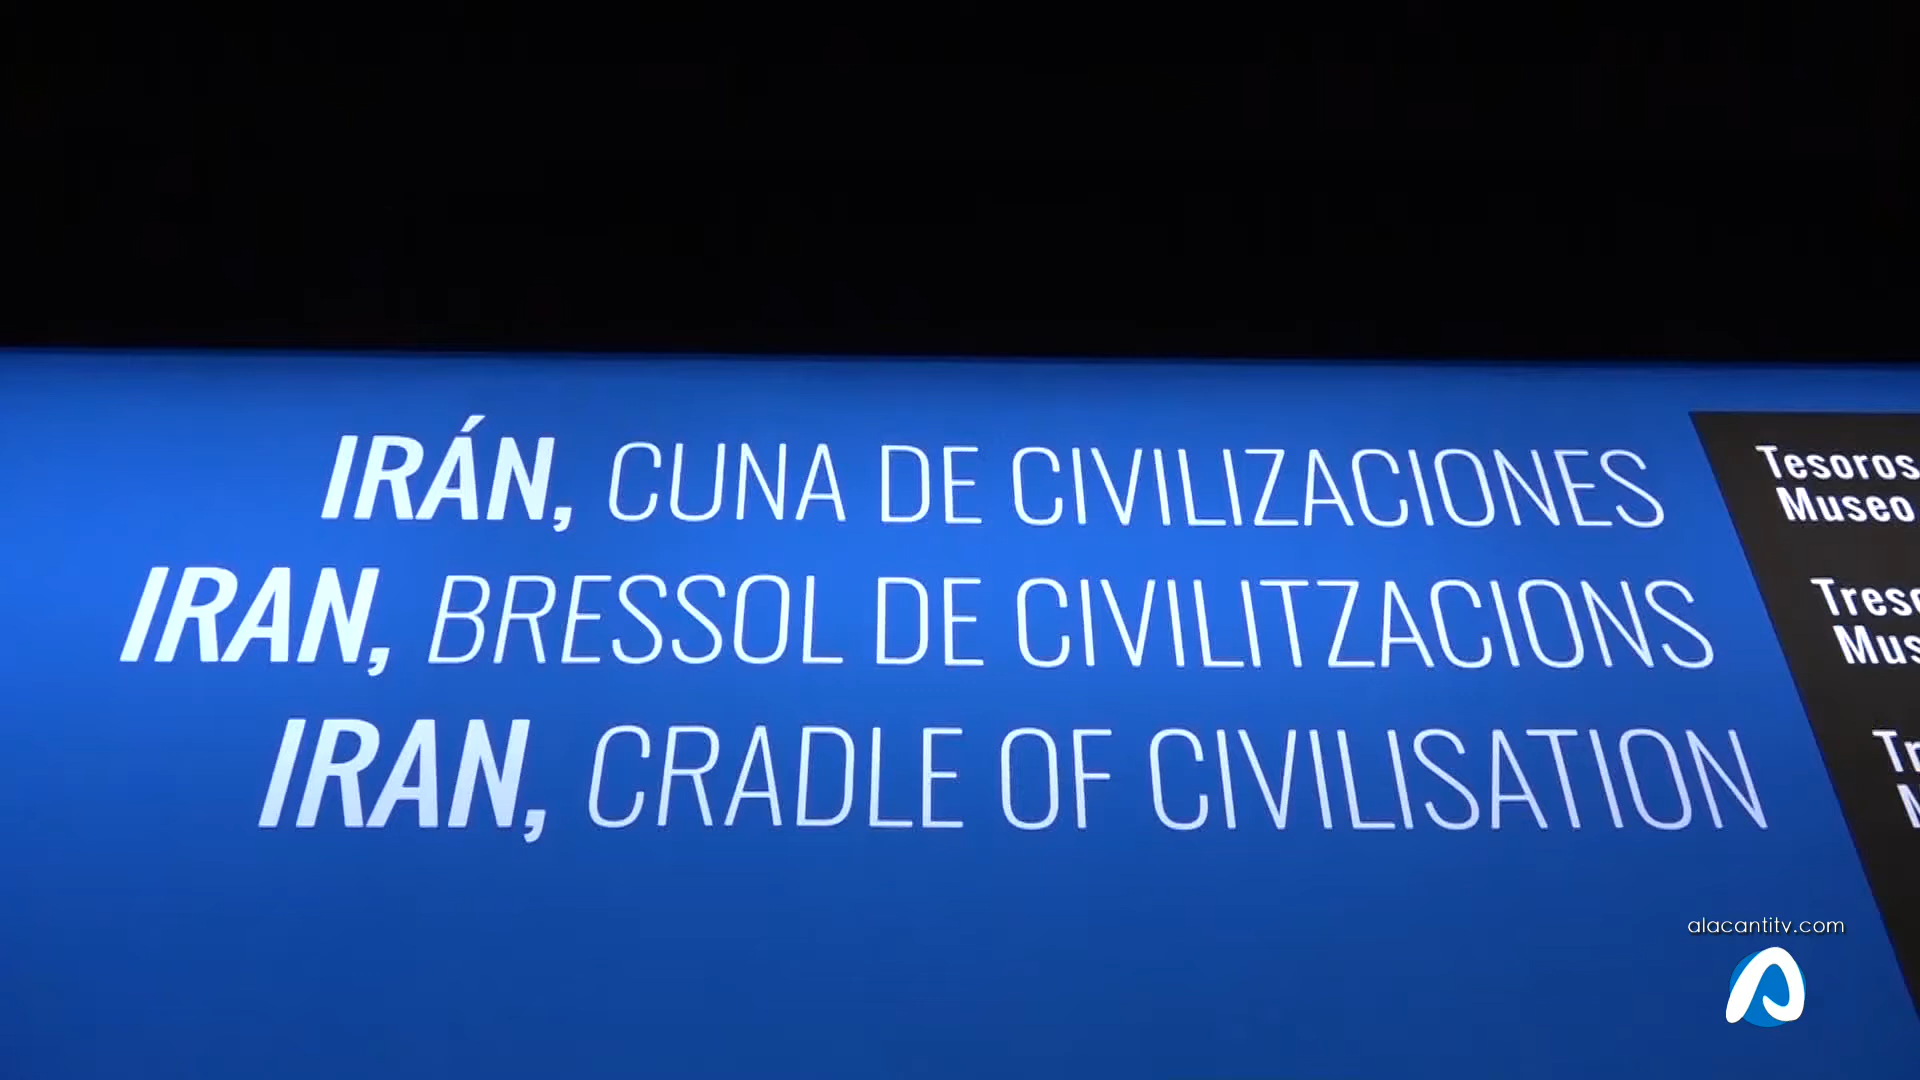 IRÁN, CUNA DE CIVILIZACIONES
IRAN, BRESSOL DE CIVILITZACIONS
IRAN, CRADLE OF CIVILISATION
Tesoros
Museo
alacantitv.com